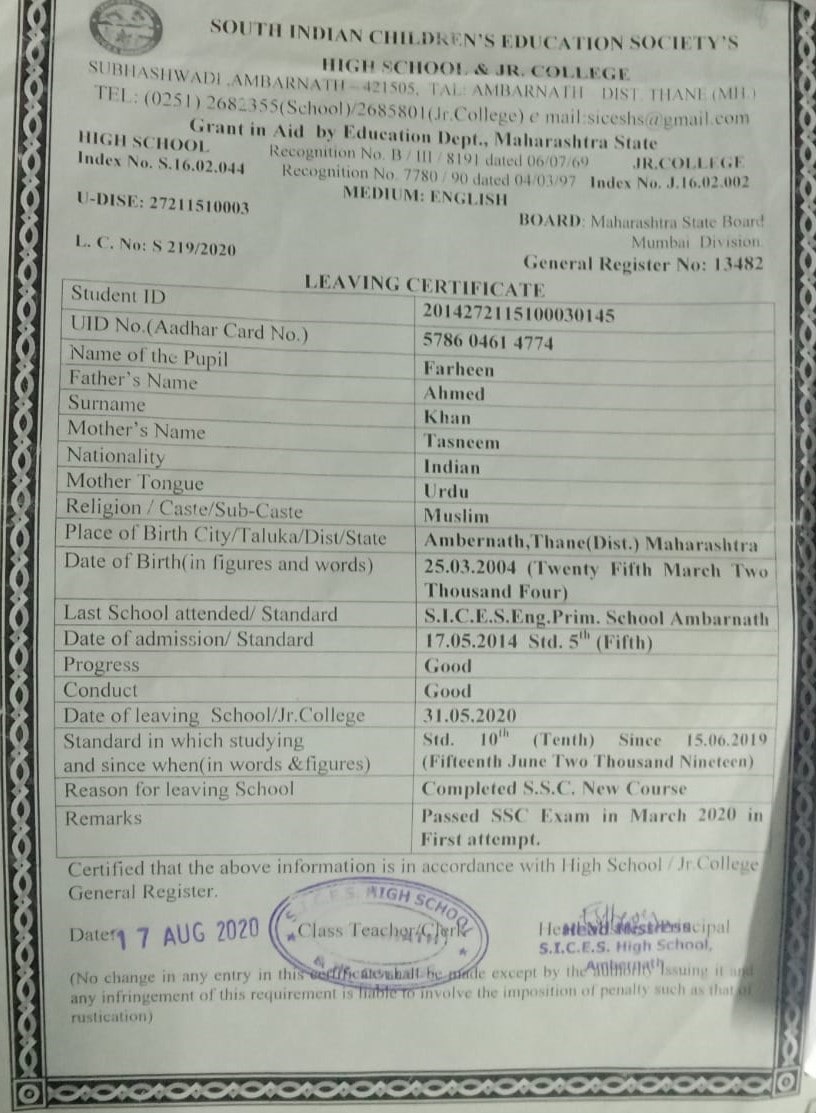 SOUTH INDIAN CHILDREN'S EDUCATION SOCIETY'S
HIGH SCHOOL & JR. COLLEGE
SUBHASHWADI ,AMBARNATH – 421505, TAL: AMBARNATH DIST. THANE (MH.)
TEL: (0251) 2682355(School)/2685801(Jr.College) e mail:siceshs@gmail.com
Grant in Aid by Education Dept., Maharashtra State
HIGH SCHOOL Recognition No. B / III / 8191 dated 06/07/69 JR.COLLEGE
Index No. S.16.02.044 Recognition No. 7780 / 90 dated 04/03/97 Index No. J.16.02.002
MEDIUM: ENGLISH
U-DISE: 27211510003 BOARD: Maharashtra State Board
Mumbai Division.
L. C. No: S 219/2020 General Register No: 13482
LEAVING CERTIFICATE
Student ID 2014272115100030145
UID No.(Aadhar Card No.) 5786 0461 4774
Name of the Pupil Farheen
Father's Name Ahmed
Surname Khan
Mother's Name Tasneem
Nationality Indian
Mother Tongue Urdu
Religion / Caste/Sub-Caste Muslim
Place of Birth City/Taluka/Dist/State Ambernath,Thane(Dist.) Maharashtra
Date of Birth(in figures and words) 25.03.2004 (Twenty Fifth March Two
Thousand Four)
Last School attended/ Standard S.I.C.E.S.Eng.Prim. School Ambarnath
Date of admission/ Standard 17.05.2014 Std. 5th (Fifth)
Progress Good
Conduct Good
Date of leaving School/Jr.College 31.05.2020
Standard in which studying Std. 10th (Tenth) Since 15.06.2019
and since when(in words &figures) (Fifteenth June Two Thousand Nineteen)
Reason for leaving School Completed S.S.C. New Course
Remarks Passed SSC Exam in March 2020 in
First attempt.
Certified that the above information is in accordance with High School / Jr.College
General Register.
S.I.C.E.S. HIGH SCHOOL
Date: 17 AUG 2020 Class Teacher/Clerk Head Mistress
S.I.C.E.S. High School,
Ambernath
(No change in any entry in this certificate shall be made except by the authority Issuing it and
any infringement of this requirement is liable to involve the imposition of penalty such as that of
rustication)